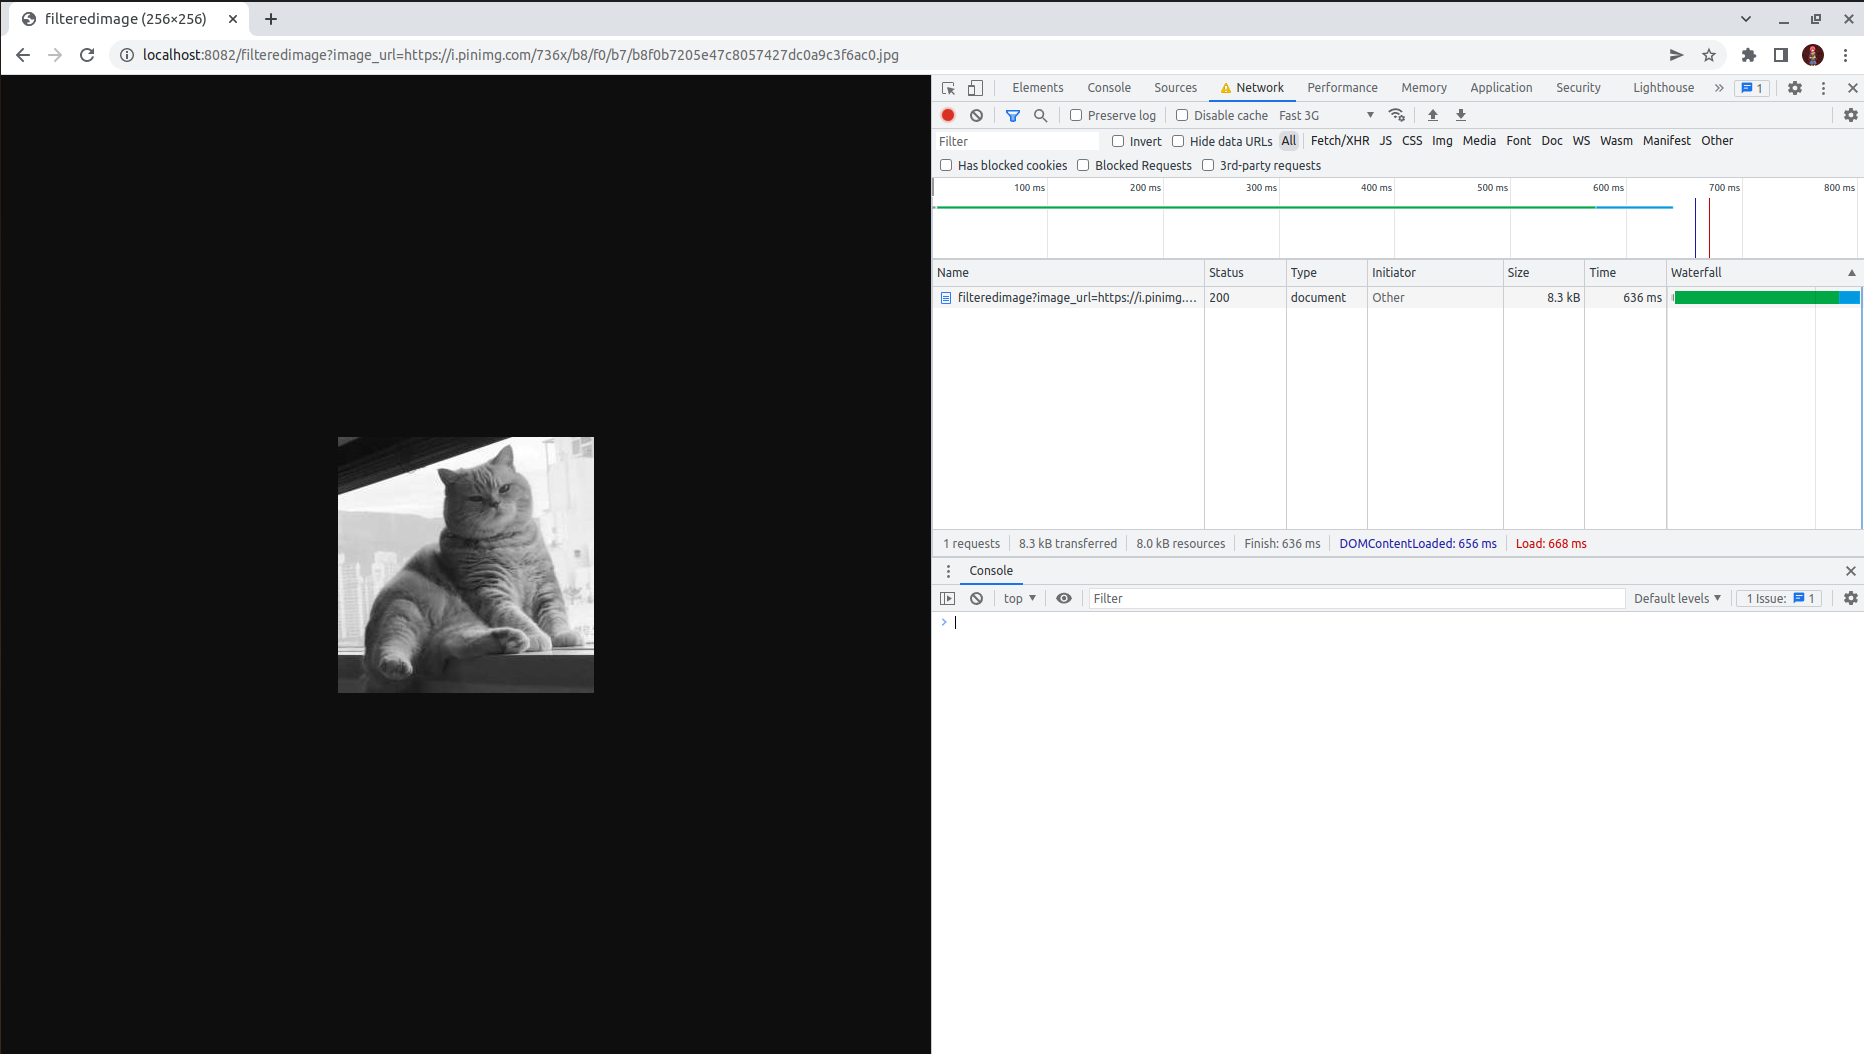 filteredimage (256×256)
localhost:8082/filteredimage?image_url=https://i.pinimg.com/736x/b8/f0/b7/b8f0b7205e47c8057427dc0a9c3f6ac0.jpg
Elements Console Sources Network Performance Memory Application Security Lighthouse » 1
Preserve log Disable cache Fast 3G
Filter Invert Hide data URLs All Fetch/XHR JS CSS Img Media Font Doc WS Wasm Manifest Other
Has blocked cookies Blocked Requests 3rd-party requests
100 ms 200 ms 300 ms 400 ms 500 ms 600 ms 700 ms 800 ms
Name Status Type Initiator Size Time Waterfall
filteredimage?image_url=https://i.pinimg.... 200 document Other 8.3 kB 636 ms
1 requests 8.3 kB transferred 8.0 kB resources Finish: 636 ms DOMContentLoaded: 656 ms Load: 668 ms
Console
top Filter Default levels 1 Issue: 1